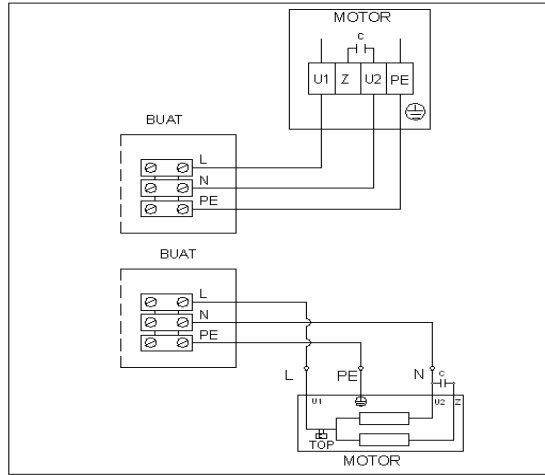 MOTOR
C
U1 Z U2 PE
BUAT
L
N
PE
BUAT
L
N
PE
L PE N C
U1 U2 Z
TOP
MOTOR